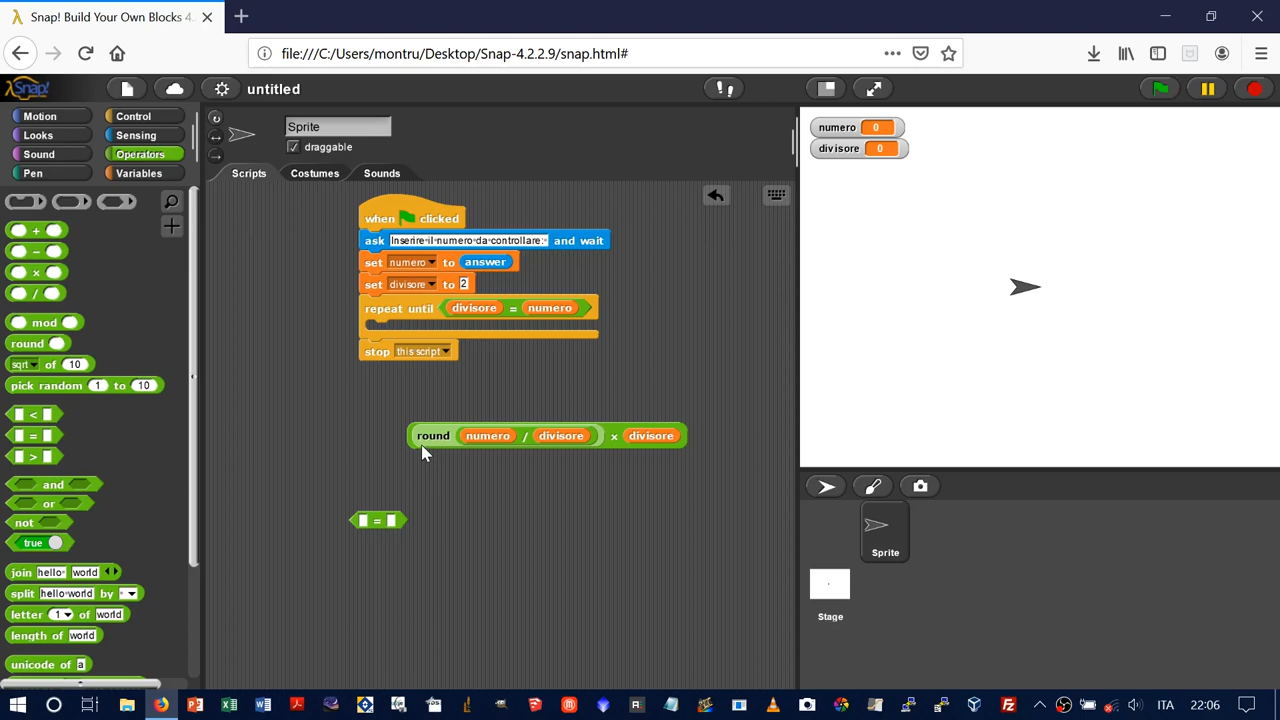 Snap! Build Your Own Blocks 4.
file:///C:/Users/montru/Desktop/Snap-4.2.2.9/snap.html#
Snap!
untitled
Motion
Control
Looks
Sensing
Sound
Operators
Pen
Variables
Sprite
draggable
Scripts
Costumes
Sounds
+
−
×
/
mod
round
sqrt of 10
pick random 1 to 10
<
=
>
and
or
not
true
join hello world
split hello world by
letter 1 of world
length of world
unicode of a
when clicked
ask Inserire il numero da controllare: and wait
set numero to answer
set divisore to 2
repeat until divisore = numero
stop this script
round numero / divisore × divisore
=
numero 0
divisore 0
Sprite
Stage
ITA
22:06